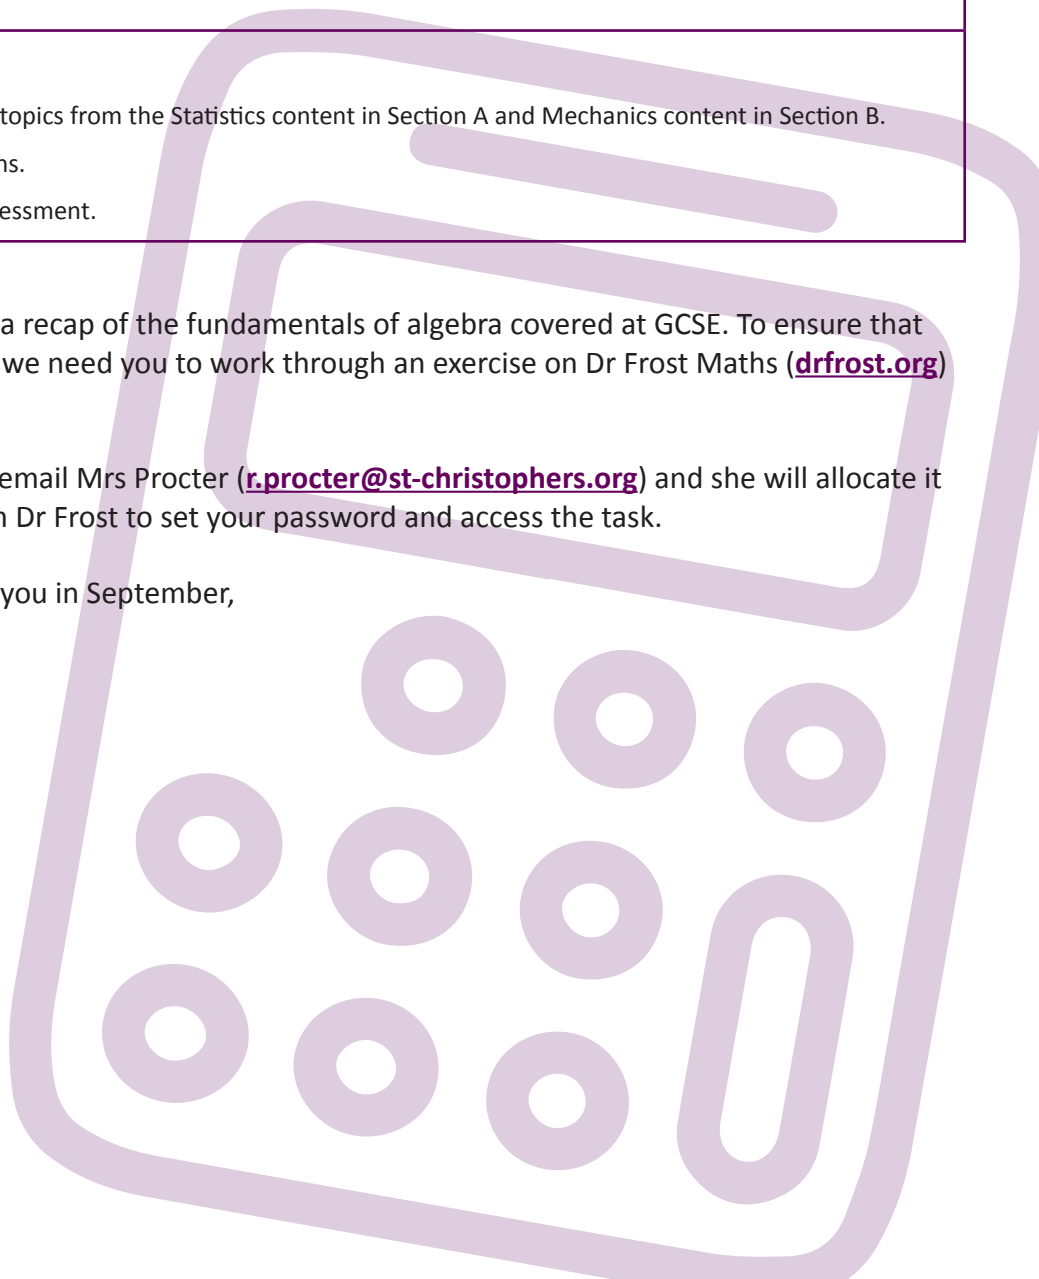 topics from the Statistics content in Section A and Mechanics content in Section B.
ns.
essment.
a recap of the fundamentals of algebra covered at GCSE. To ensure that
we need you to work through an exercise on Dr Frost Maths (drfrost.org)
email Mrs Procter (r.procter@st-christophers.org) and she will allocate it
n Dr Frost to set your password and access the task.
you in September,